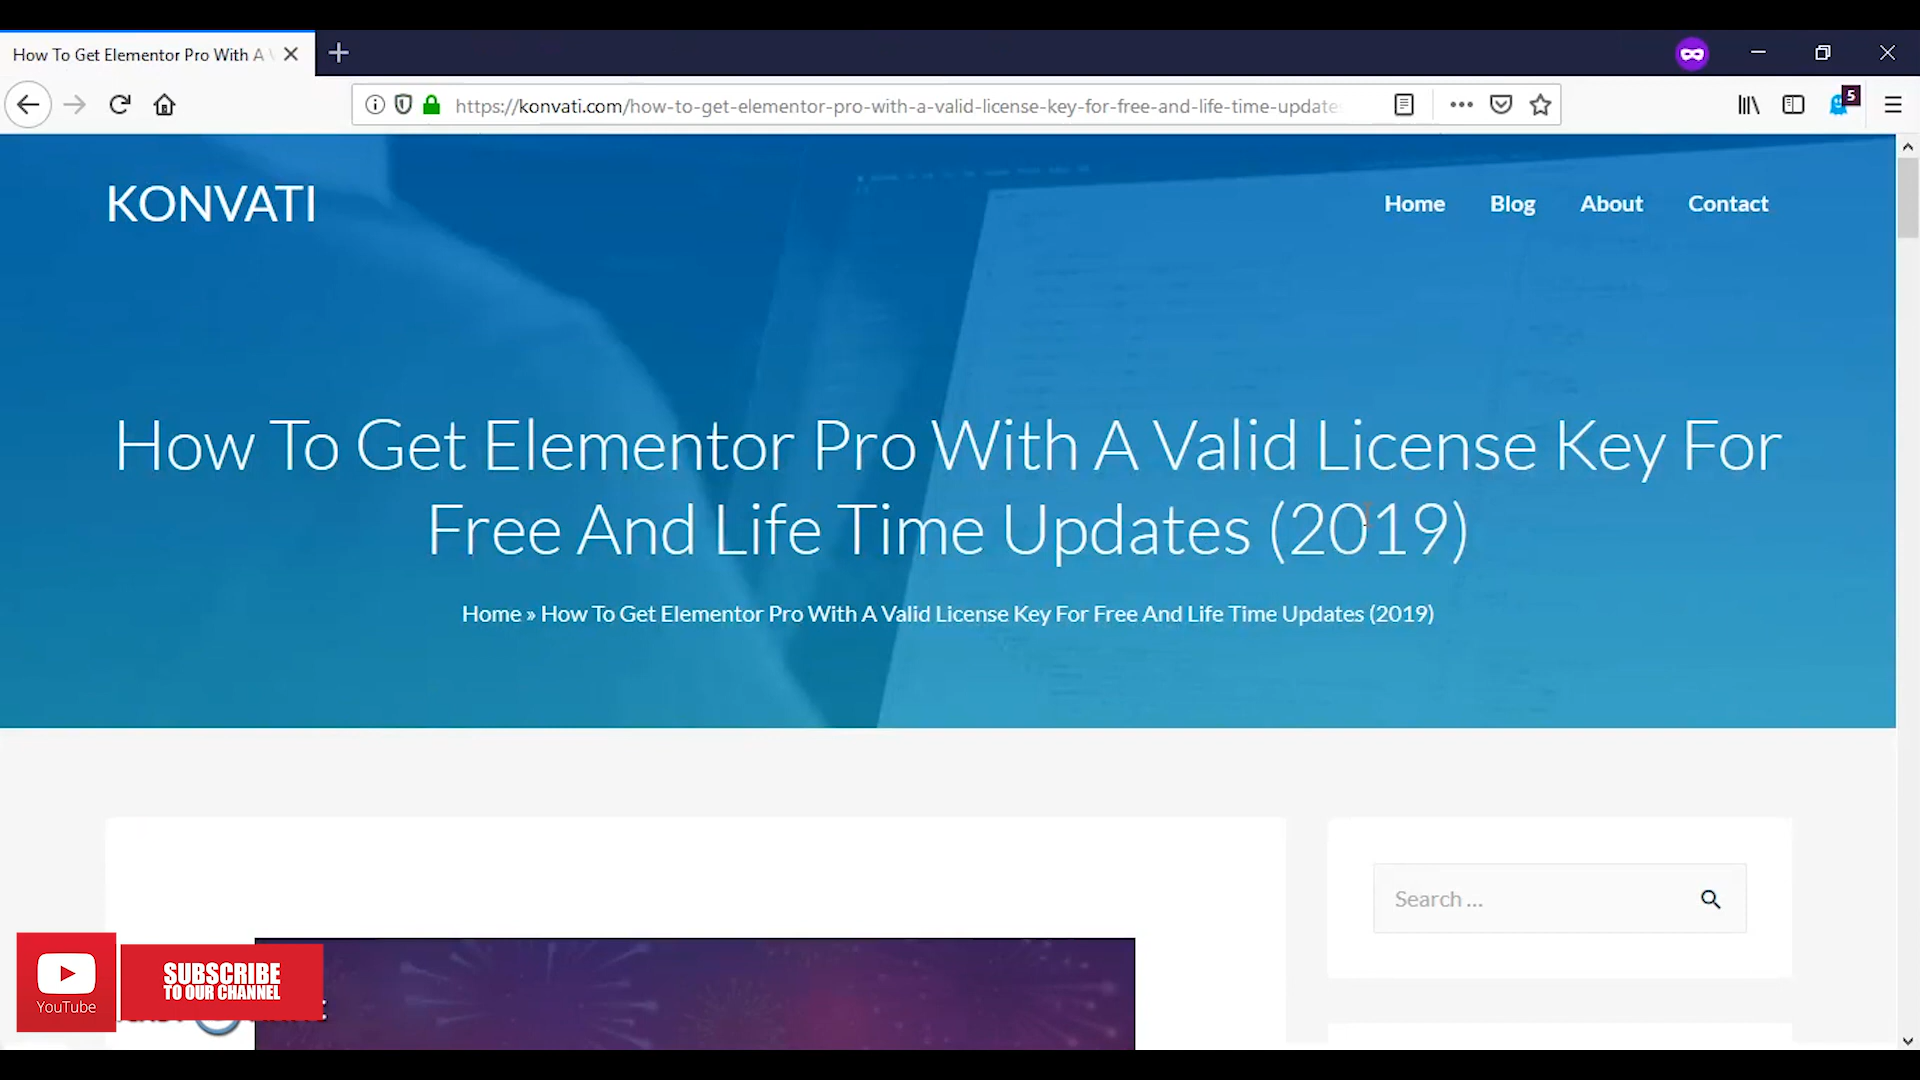 How To Get Elementor Pro With A
5
https://konvati.com/how-to-get-elementor-pro-with-a-valid-license-key-for-free-and-life-time-update
KONVATI
Home Blog About Contact
How To Get Elementor Pro With A Valid License Key For
Free And Life Time Updates (2019)
Home » How To Get Elementor Pro With A Valid License Key For Free And Life Time Updates (2019)
Search ...
SUBSCRIBE
TO OUR CHANNEL
YouTube